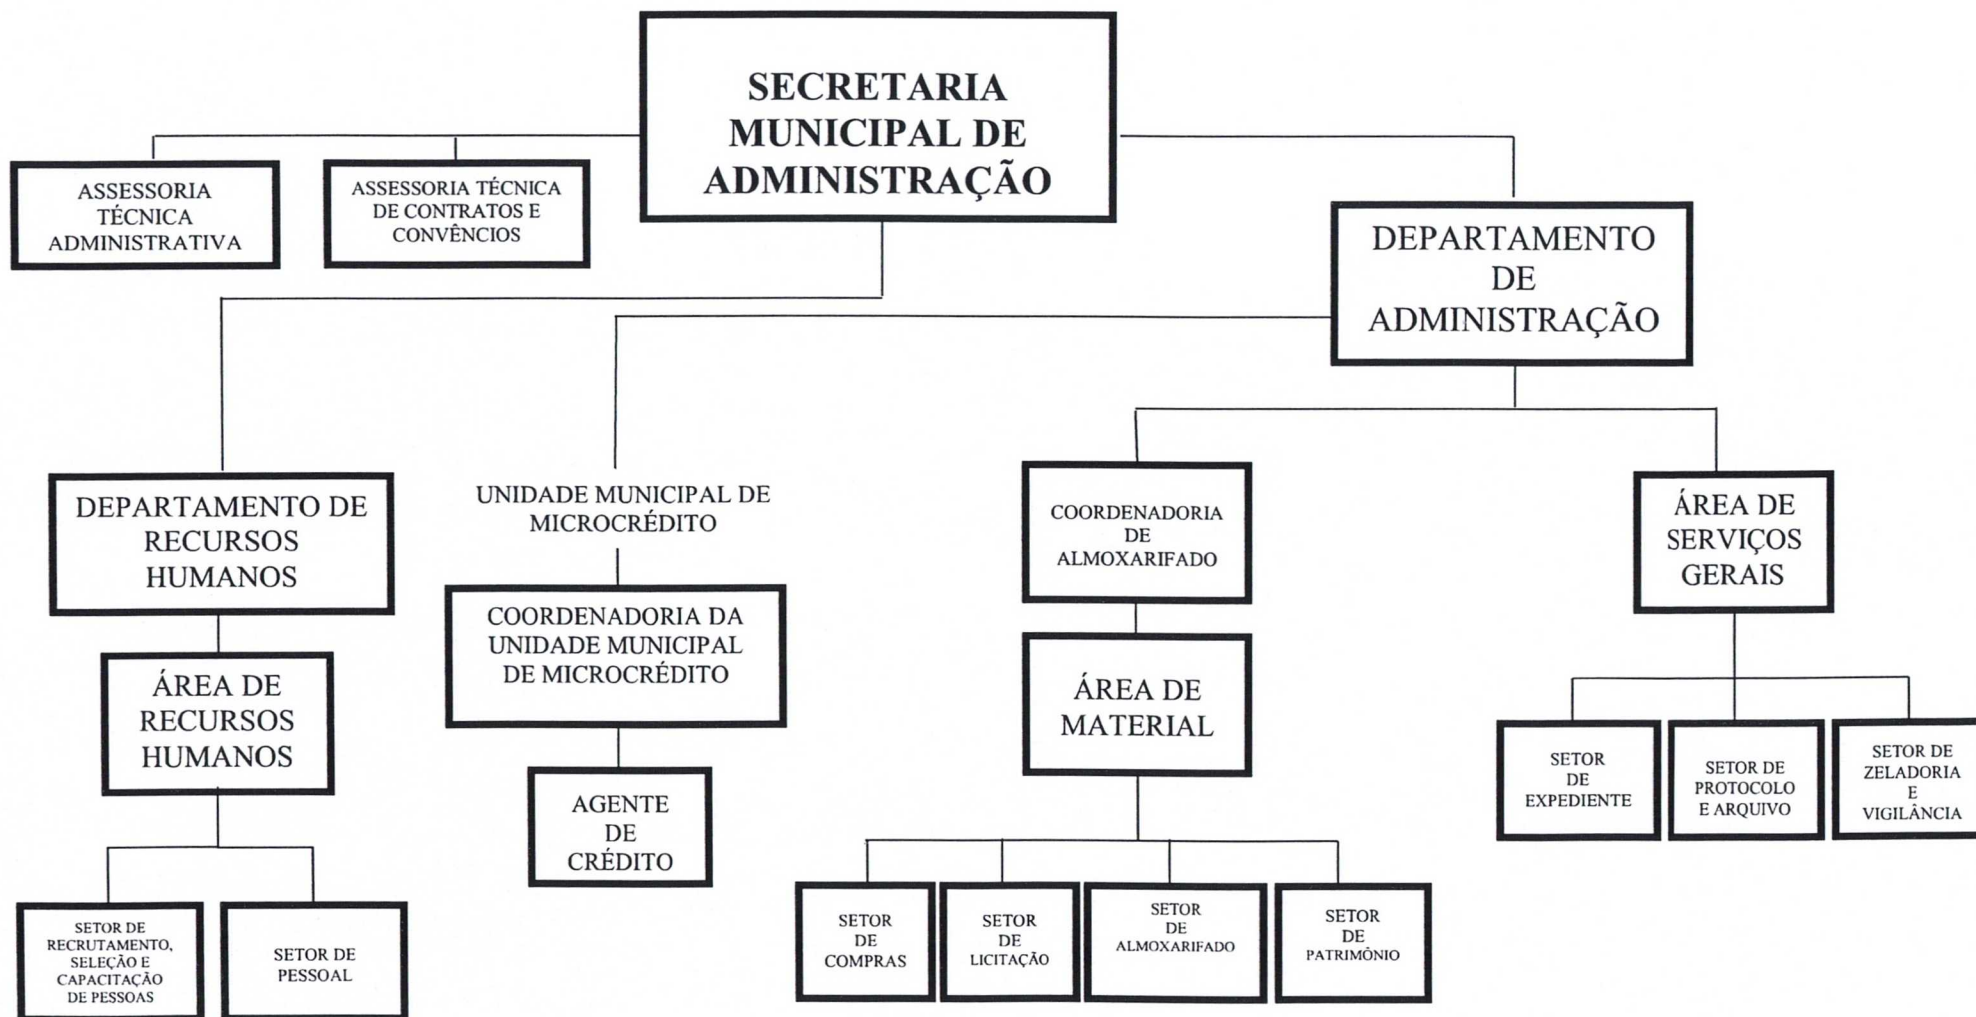 SECRETARIA
MUNICIPAL DE
ADMINISTRAÇÃO
ASSESSORIA
TÉCNICA
ADMINISTRATIVA
ASSESSORIA TÉCNICA
DE CONTRATOS E
CONVÊNCIOS
DEPARTAMENTO
DE
ADMINISTRAÇÃO
DEPARTAMENTO DE
RECURSOS
HUMANOS
UNIDADE MUNICIPAL DE
MICROCRÉDITO
COORDENADORIA
DE
ALMOXARIFADO
ÁREA DE
SERVIÇOS
GERAIS
COORDENADORIA DA
UNIDADE MUNICIPAL
DE MICROCRÉDITO
ÁREA DE
RECURSOS
HUMANOS
ÁREA DE
MATERIAL
SETOR
DE
EXPEDIENTE
SETOR DE
PROTOCOLO
E ARQUIVO
SETOR DE
ZELADORIA
E
VIGILÂNCIA
AGENTE
DE
CRÉDITO
SETOR DE
RECRUTAMENTO,
SELEÇÃO E
CAPACITAÇÃO
DE PESSOAS
SETOR DE
PESSOAL
SETOR
DE
COMPRAS
SETOR
DE
LICITAÇÃO
SETOR
DE
ALMOXARIFADO
SETOR
DE
PATRIMÔNIO